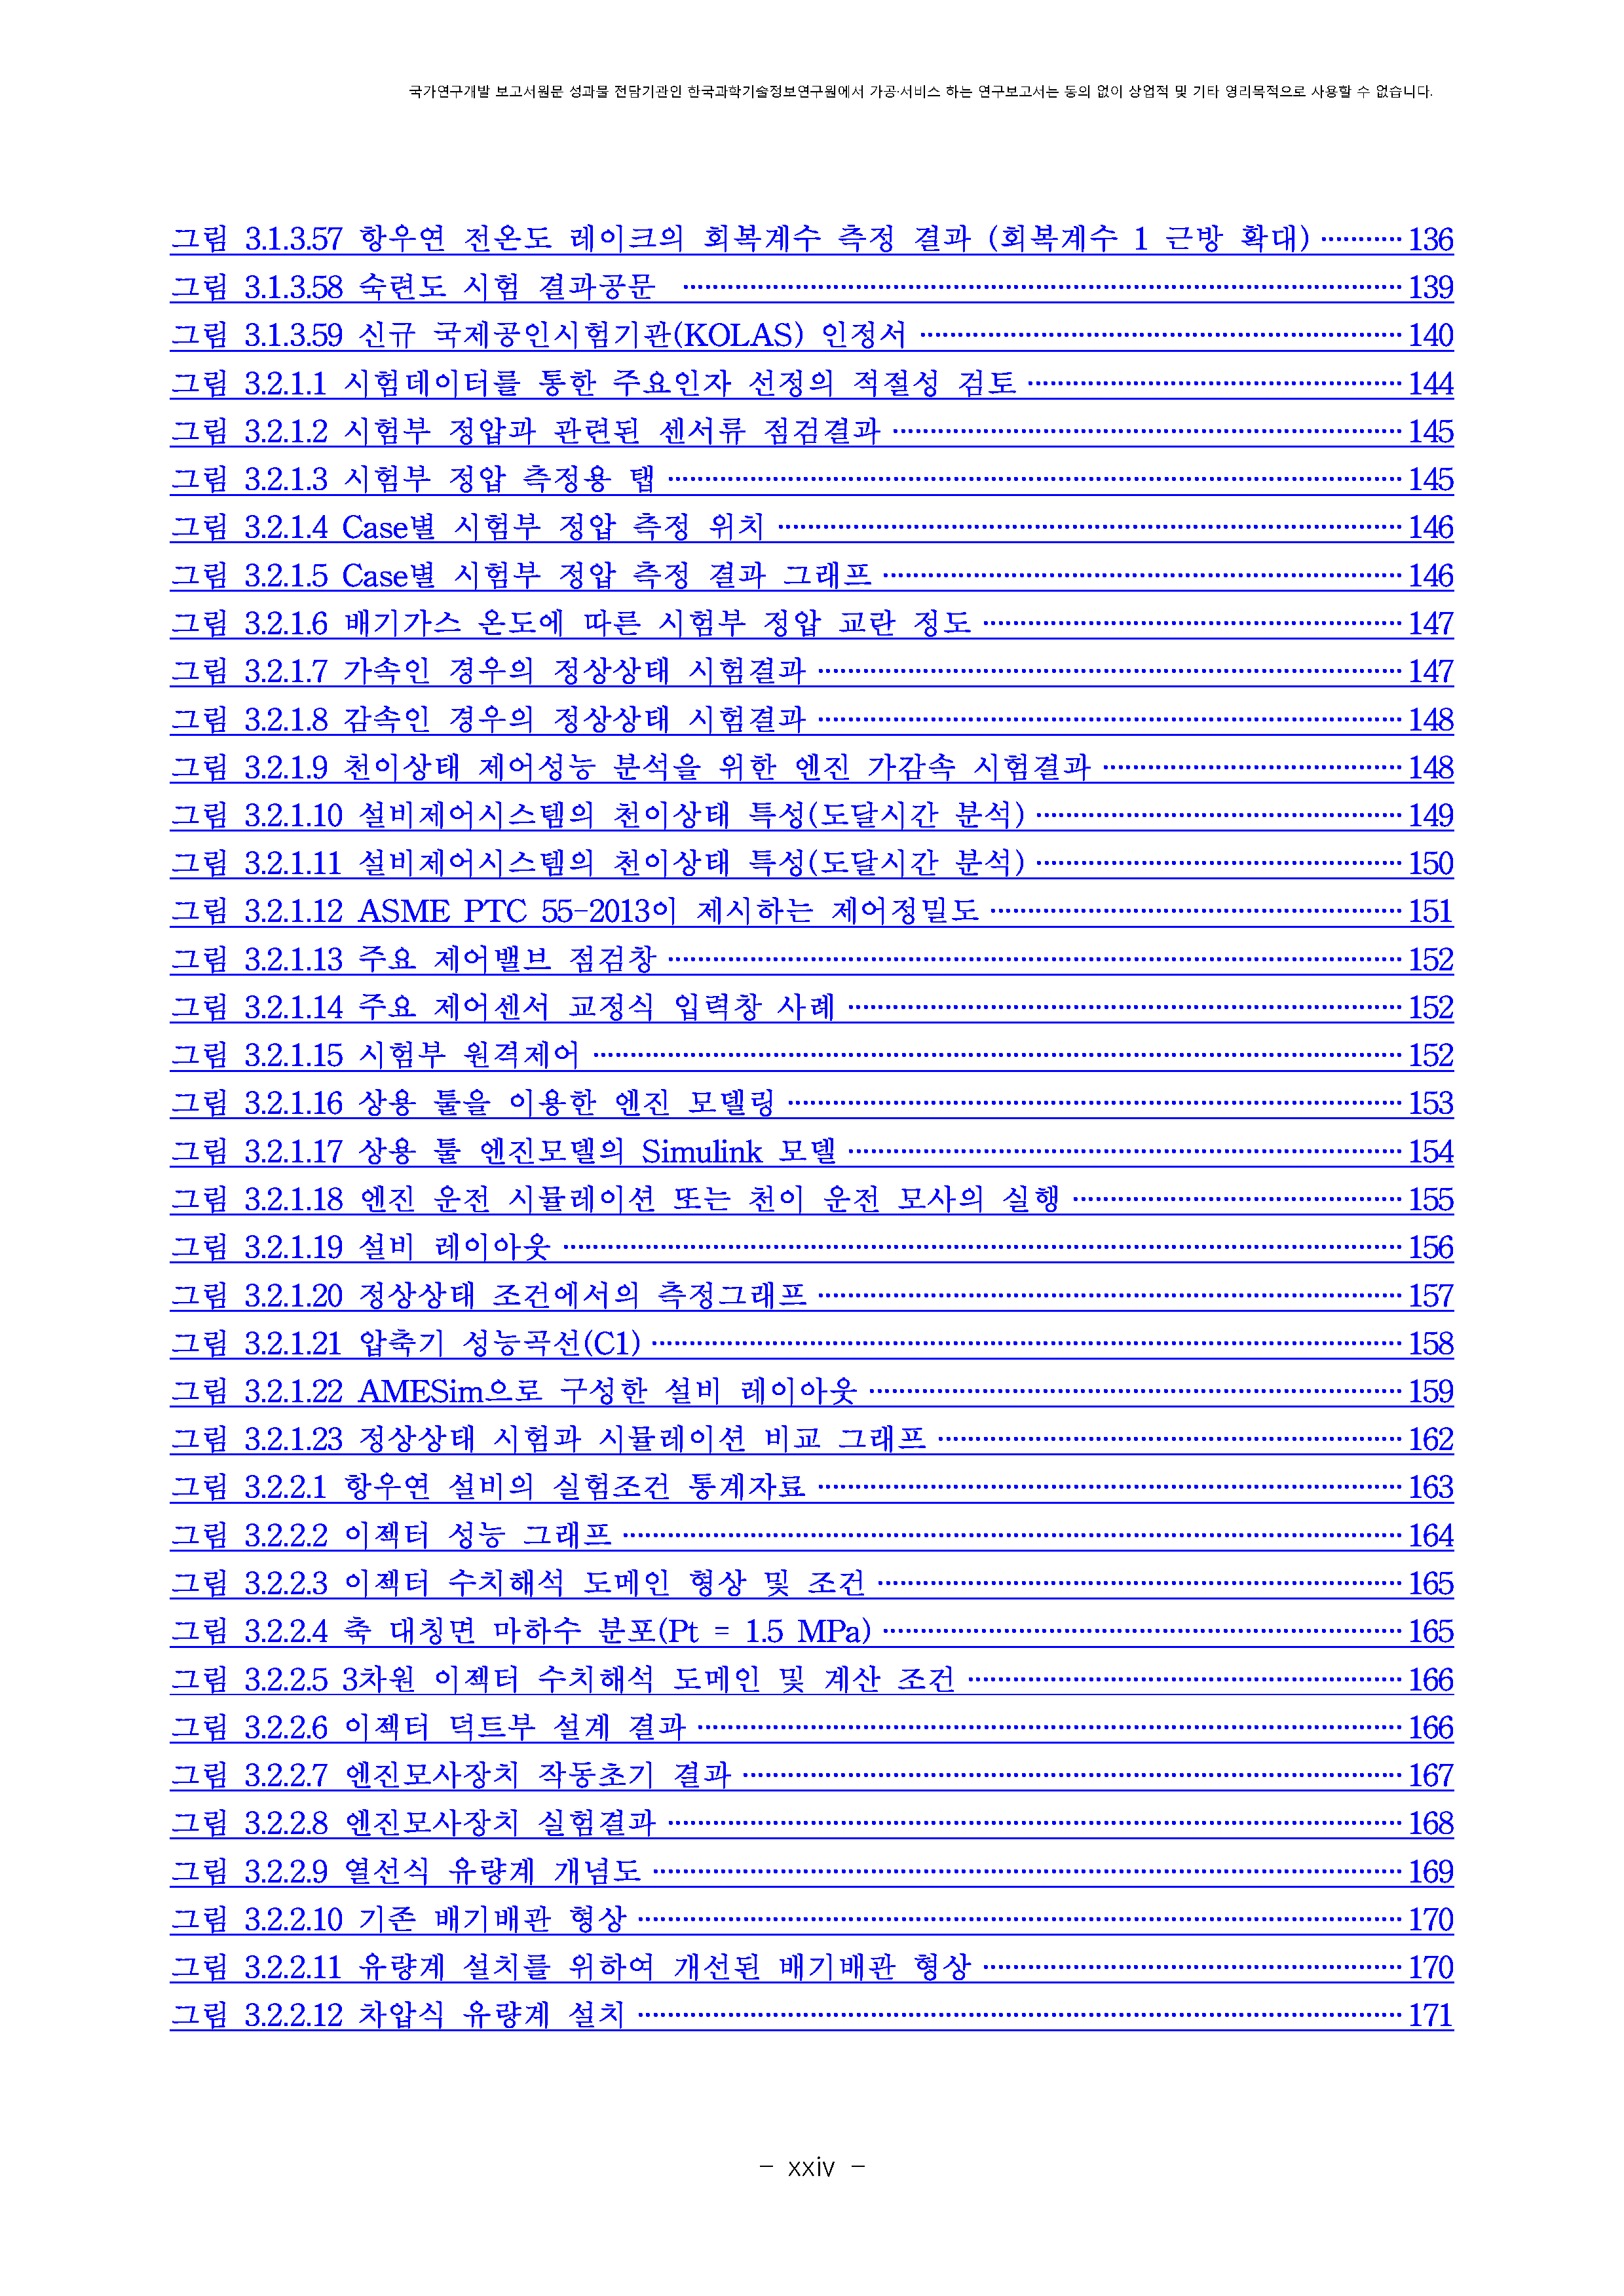 국가연구개발 보고서원문 성과물 전담기관인 한국과학기술정보연구원에서 가공·서비스 하는 연구보고서는 동의 없이 상업적 및 기타 영리목적으로 사용할 수 없습니다.
그림 3.1.3.57 항우연 전온도 레이크의 회복계수 측정 결과 (회복계수 1 근방 확대) ··········· 136
그림 3.1.3.58 숙련도 시험 결과공문 ··········· 139
그림 3.1.3.59 신규 국제공인시험기관(KOLAS) 인정서 ··········· 140
그림 3.2.1.1 시험데이터를 통한 주요인자 선정의 적절성 검토 ··········· 144
그림 3.2.1.2 시험부 정압과 관련된 센서류 점검결과 ··········· 145
그림 3.2.1.3 시험부 정압 측정용 탭 ··········· 145
그림 3.2.1.4 Case별 시험부 정압 측정 위치 ··········· 146
그림 3.2.1.5 Case별 시험부 정압 측정 결과 그래프 ··········· 146
그림 3.2.1.6 배기가스 온도에 따른 시험부 정압 교란 정도 ··········· 147
그림 3.2.1.7 가속인 경우의 정상상태 시험결과 ··········· 147
그림 3.2.1.8 감속인 경우의 정상상태 시험결과 ··········· 148
그림 3.2.1.9 천이상태 제어성능 분석을 위한 엔진 가감속 시험결과 ··········· 148
그림 3.2.1.10 설비제어시스템의 천이상태 특성(도달시간 분석) ··········· 149
그림 3.2.1.11 설비제어시스템의 천이상태 특성(도달시간 분석) ··········· 150
그림 3.2.1.12 ASME PTC 55-2013이 제시하는 제어정밀도 ··········· 151
그림 3.2.1.13 주요 제어밸브 점검창 ··········· 152
그림 3.2.1.14 주요 제어센서 교정식 입력창 사례 ··········· 152
그림 3.2.1.15 시험부 원격제어 ··········· 152
그림 3.2.1.16 상용 툴을 이용한 엔진 모델링 ··········· 153
그림 3.2.1.17 상용 툴 엔진모델의 Simulink 모델 ··········· 154
그림 3.2.1.18 엔진 운전 시뮬레이션 또는 천이 운전 모사의 실행 ··········· 155
그림 3.2.1.19 설비 레이아웃 ··········· 156
그림 3.2.1.20 정상상태 조건에서의 측정그래프 ··········· 157
그림 3.2.1.21 압축기 성능곡선(C1) ··········· 158
그림 3.2.1.22 AMESim으로 구성한 설비 레이아웃 ··········· 159
그림 3.2.1.23 정상상태 시험과 시뮬레이션 비교 그래프 ··········· 162
그림 3.2.2.1 항우연 설비의 실험조건 통계자료 ··········· 163
그림 3.2.2.2 이젝터 성능 그래프 ··········· 164
그림 3.2.2.3 이젝터 수치해석 도메인 형상 및 조건 ··········· 165
그림 3.2.2.4 축 대칭면 마하수 분포(Pt = 1.5 MPa) ··········· 165
그림 3.2.2.5 3차원 이젝터 수치해석 도메인 및 계산 조건 ··········· 166
그림 3.2.2.6 이젝터 덕트부 설계 결과 ··········· 166
그림 3.2.2.7 엔진모사장치 작동초기 결과 ··········· 167
그림 3.2.2.8 엔진모사장치 실험결과 ··········· 168
그림 3.2.2.9 열선식 유량계 개념도 ··········· 169
그림 3.2.2.10 기존 배기배관 형상 ··········· 170
그림 3.2.2.11 유량계 설치를 위하여 개선된 배기배관 형상 ··········· 170
그림 3.2.2.12 차압식 유량계 설치 ··········· 171
- xxiv -